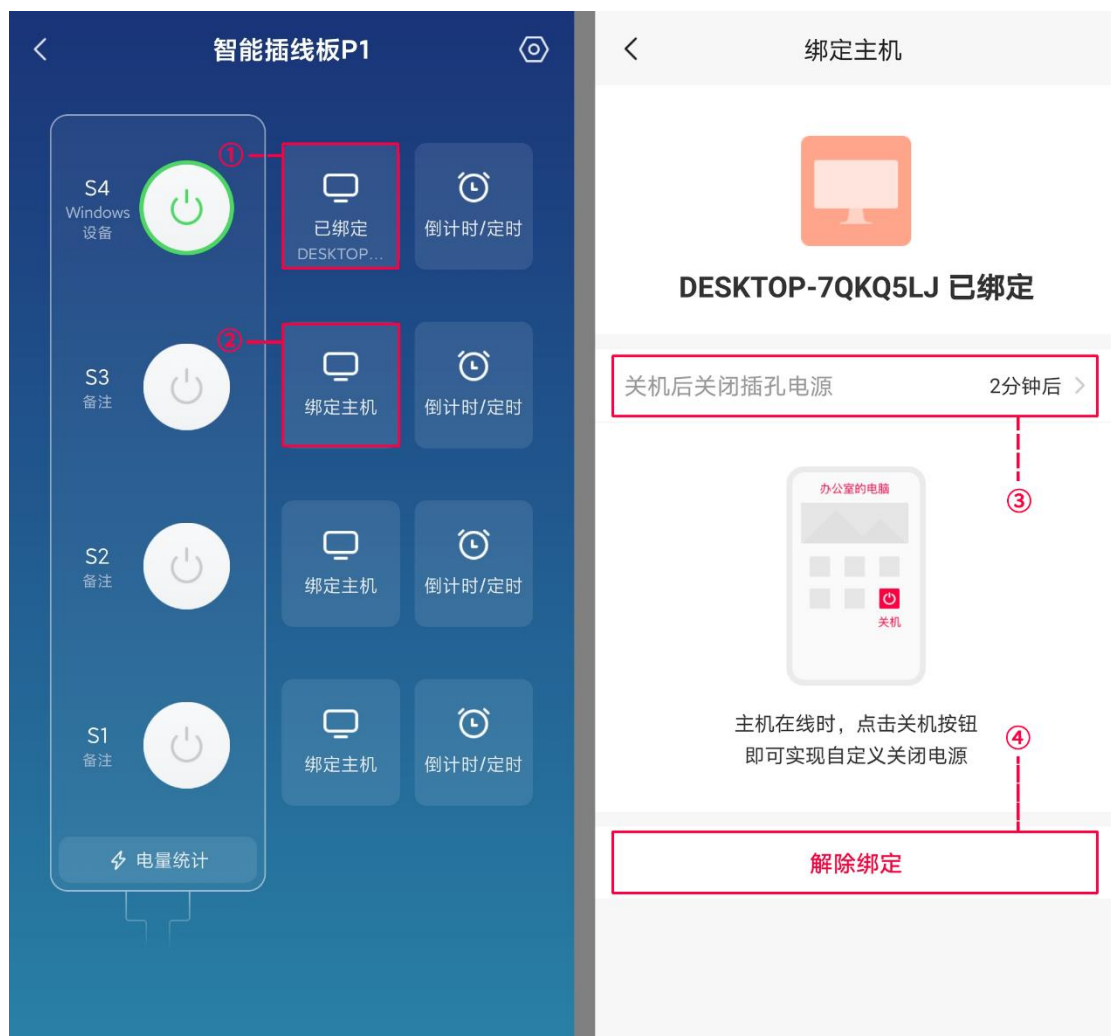 智能插线板P1
①
S4
Windows
设备
已绑定
DESKTOP...
倒计时/定时
②
S3
备注
绑定主机
倒计时/定时
S2
备注
绑定主机
倒计时/定时
S1
备注
绑定主机
倒计时/定时
电量统计
绑定主机
DESKTOP-7QKQ5LJ 已绑定
关机后关闭插孔电源 2分钟后
③
办公室的电脑
关机
主机在线时，点击关机按钮
即可实现自定义关闭电源
④
解除绑定